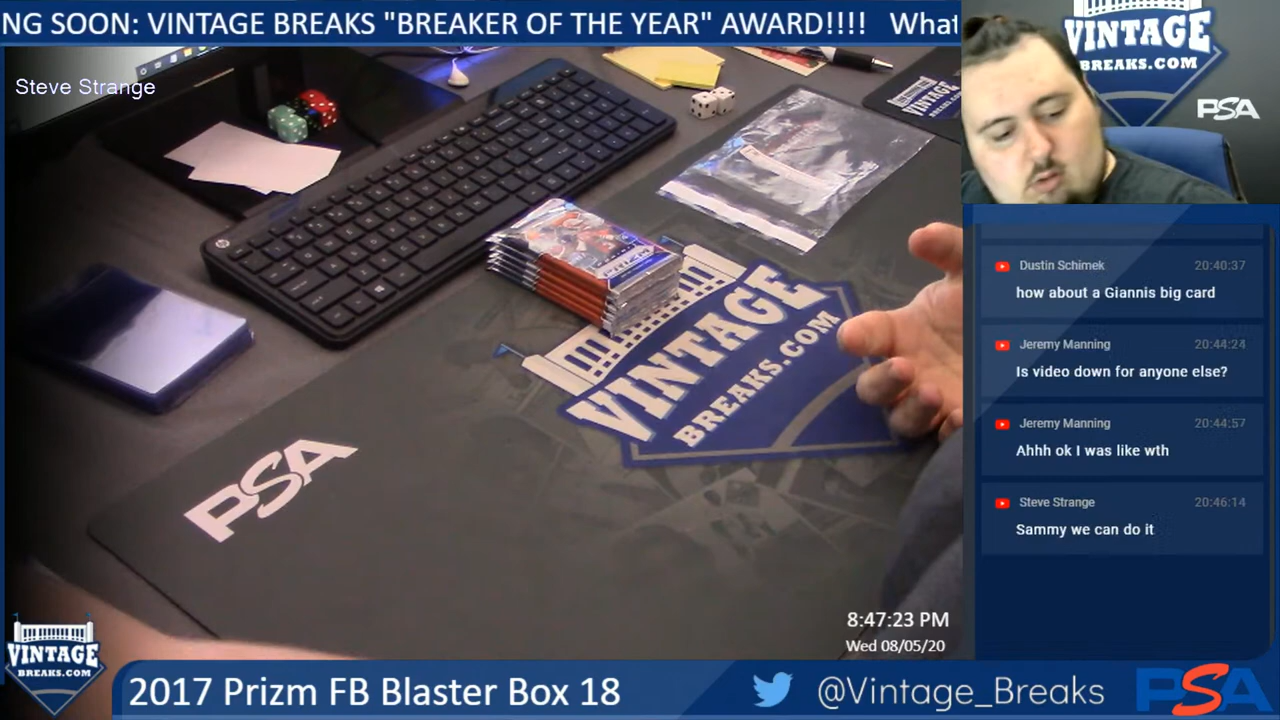 NG SOON: VINTAGE BREAKS "BREAKER OF THE YEAR" AWARD!!!! What
Steve Strange
VINTAGE
BREAKS.COM
PSA
VINTAGE
BREAKS.COM
PSA
Dustin Schimek 20:40:37
how about a Giannis big card
Jeremy Manning 20:44:24
Is video down for anyone else?
Jeremy Manning 20:44:57
Ahhh ok I was like wth
Steve Strange 20:46:14
Sammy we can do it
8:47:23 PM
Wed 08/05/20
VINTAGE
BREAKS.COM
2017 Prizm FB Blaster Box 18
@Vintage_Breaks
PSA